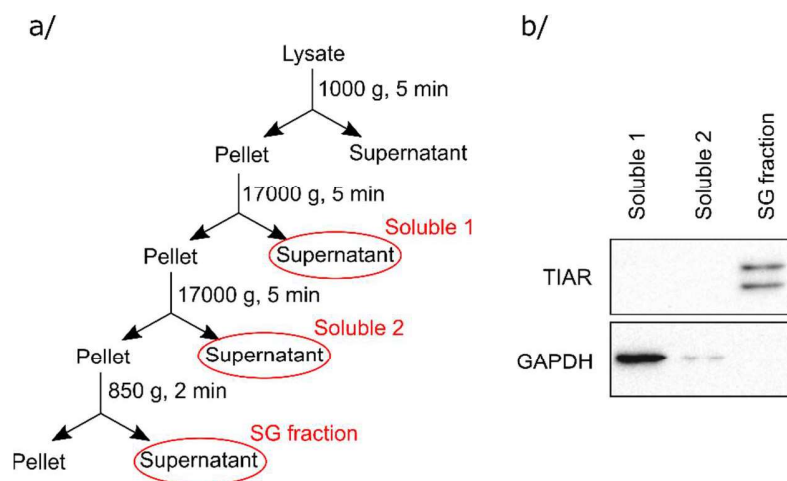 a/
Lysate
1000 g, 5 min
Pellet
Supernatant
17000 g, 5 min
Soluble 1
Pellet
Supernatant
17000 g, 5 min
Soluble 2
Pellet
Supernatant
850 g, 2 min
SG fraction
Pellet
Supernatant
b/
Soluble 1
Soluble 2
SG fraction
TIAR
GAPDH